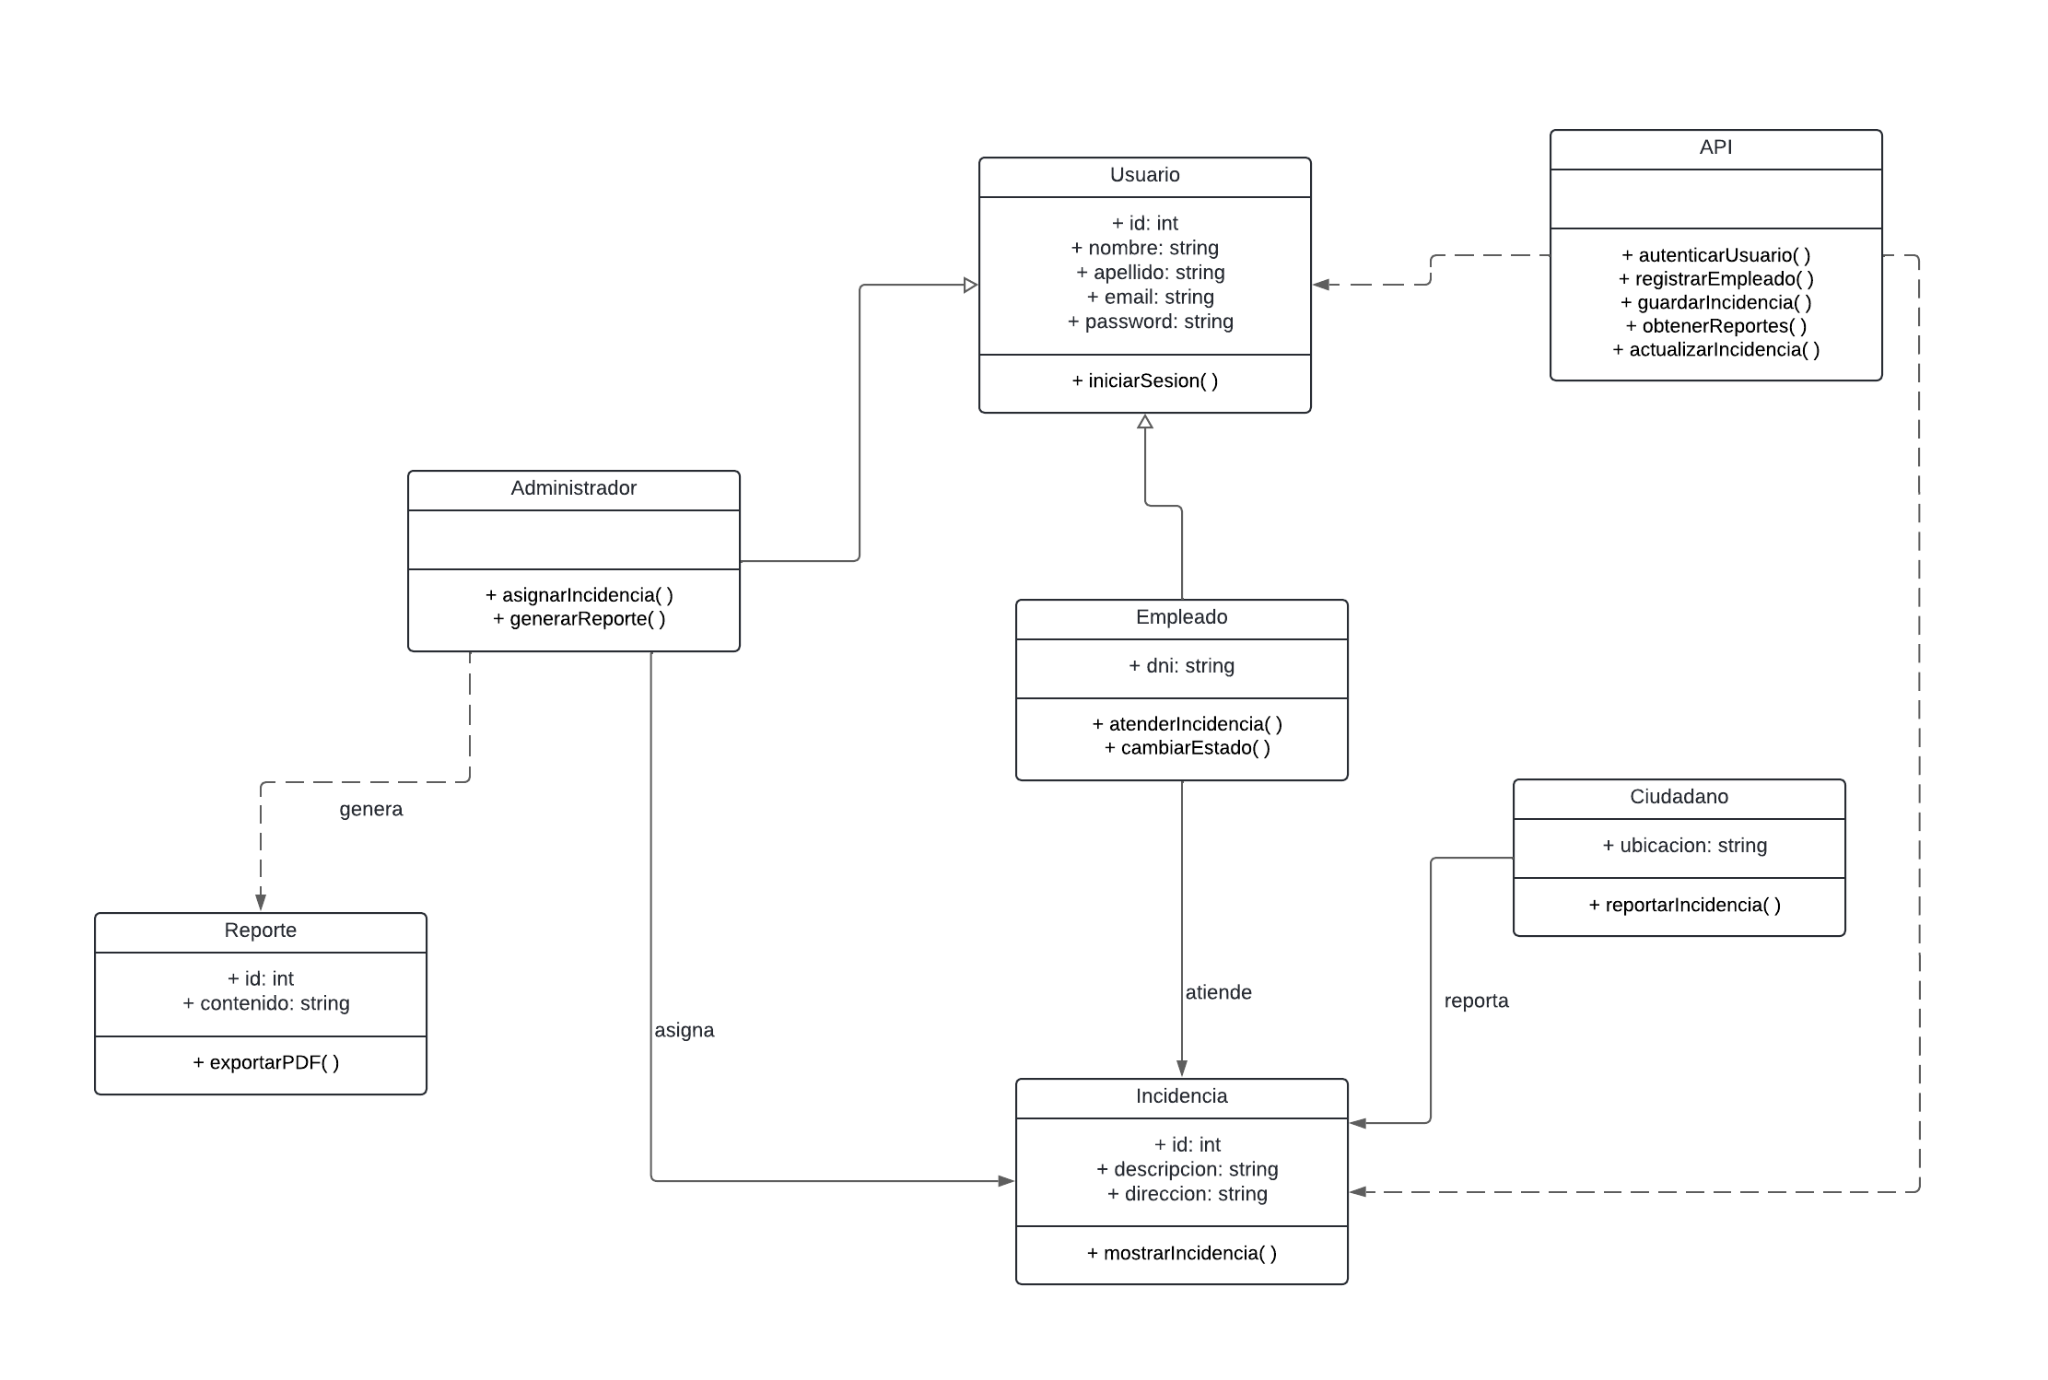 API
+ autenticarUsuario( )
+ registrarEmpleado( )
+ guardarIncidencia( )
+ obtenerReportes( )
+ actualizarIncidencia( )
Usuario
+ id: int
+ nombre: string
+ apellido: string
+ email: string
+ password: string
+ iniciarSesion( )
Administrador
+ asignarIncidencia( )
+ generarReporte( )
Empleado
+ dni: string
+ atenderIncidencia( )
+ cambiarEstado( )
Ciudadano
+ ubicacion: string
+ reportarIncidencia( )
genera
Reporte
+ id: int
+ contenido: string
+ exportarPDF( )
asigna
atiende
reporta
Incidencia
+ id: int
+ descripcion: string
+ direccion: string
+ mostrarIncidencia( )